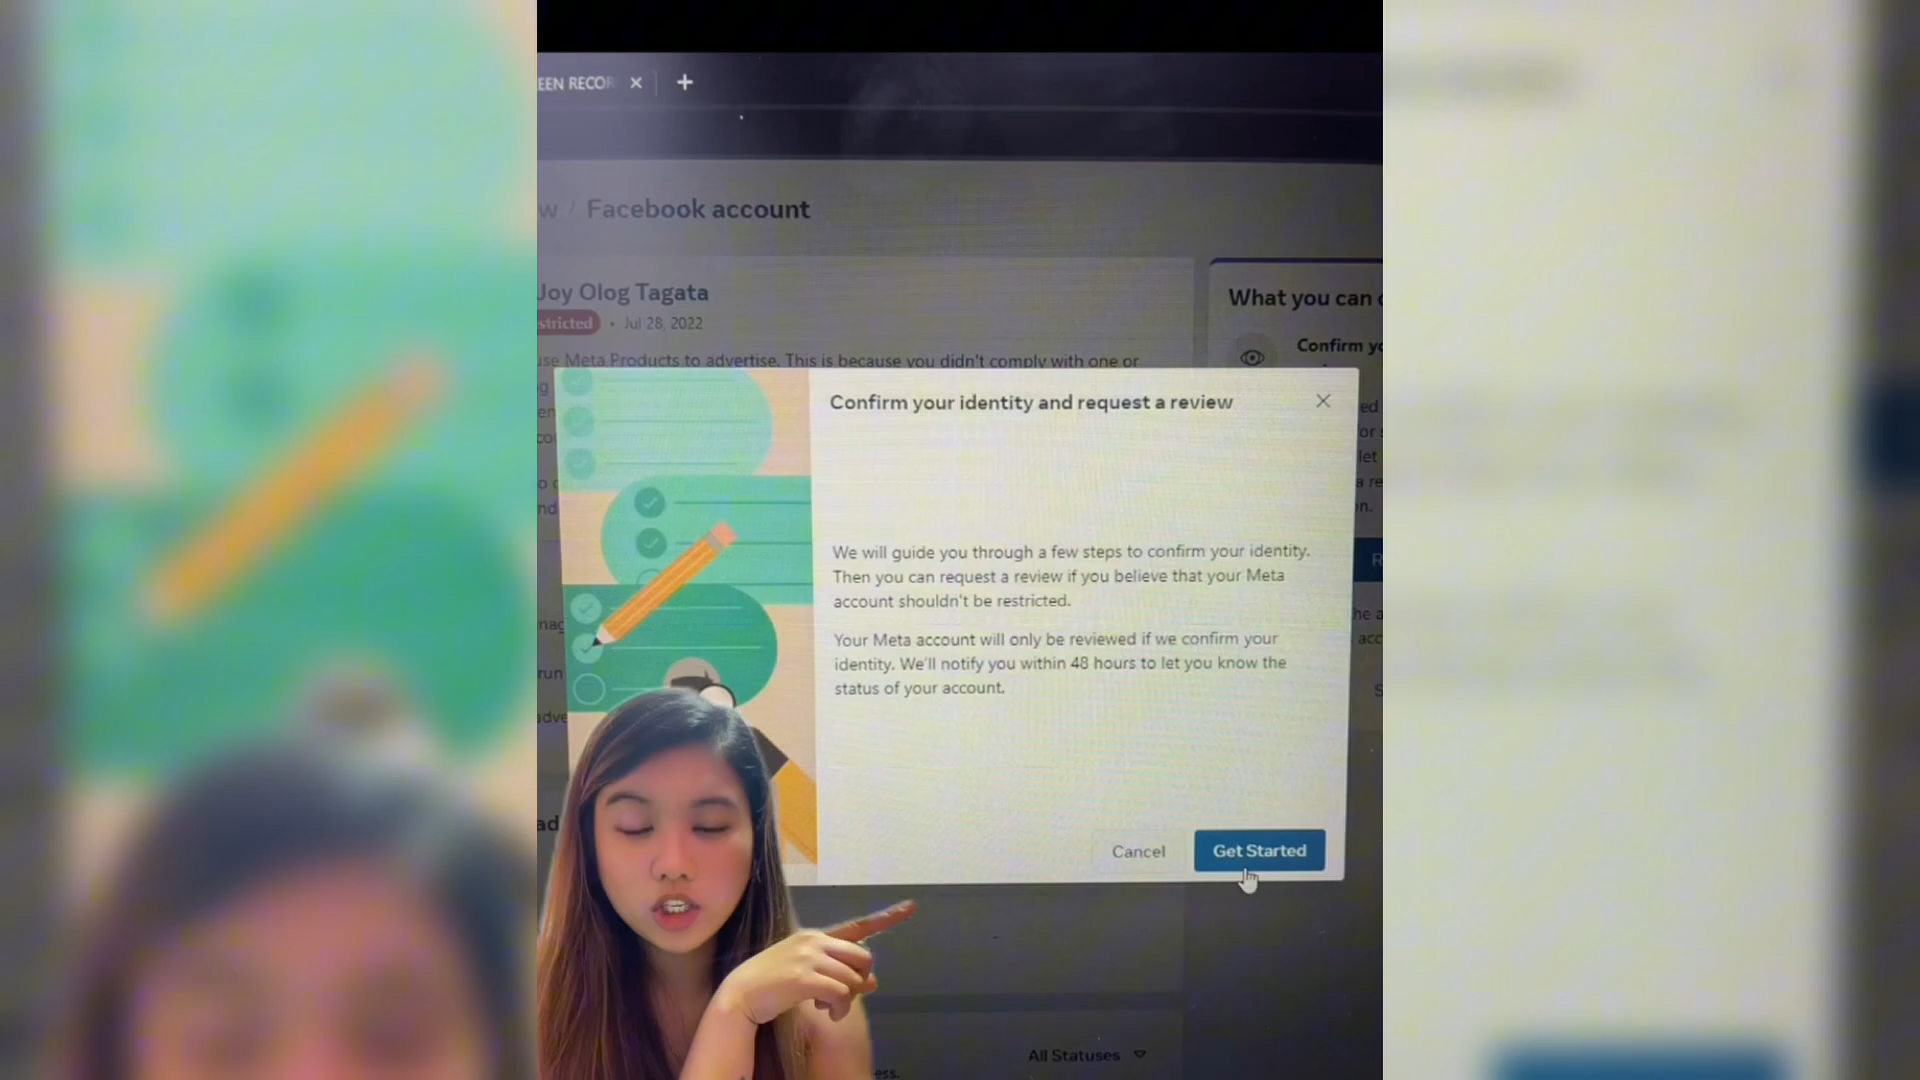 EEN RECOR
w / Facebook account
Joy Olog Tagata
stricted • Jul 28, 2022
use Meta Products to advertise. This is because you didn't comply with one or
What you can
Confirm yo
Confirm your identity and request a review
We will guide you through a few steps to confirm your identity.
Then you can request a review if you believe that your Meta
account shouldn't be restricted.
Your Meta account will only be reviewed if we confirm your
identity. We'll notify you within 48 hours to let you know the
status of your account.
Cancel
Get Started
All Statuses